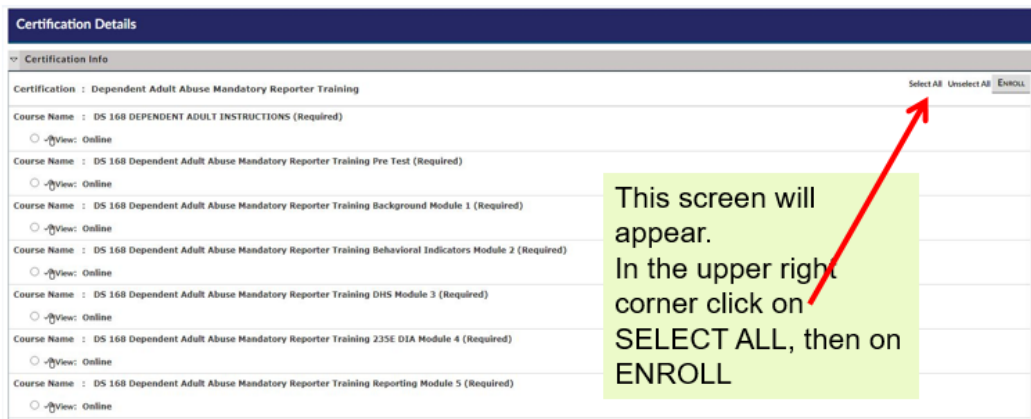 Certification Details
Certification Info
Certification : Dependent Adult Abuse Mandatory Reporter Training
Select All Unselect All ENROLL
Course Name : DS 168 DEPENDENT ADULT INSTRUCTIONS (Required)
View: Online
Course Name : DS 168 Dependent Adult Abuse Mandatory Reporter Training Pre Test (Required)
View: Online
Course Name : DS 168 Dependent Adult Abuse Mandatory Reporter Training Background Module 1 (Required)
View: Online
Course Name : DS 168 Dependent Adult Abuse Mandatory Reporter Training Behavioral Indicators Module 2 (Required)
View: Online
Course Name : DS 168 Dependent Adult Abuse Mandatory Reporter Training DHS Module 3 (Required)
View: Online
Course Name : DS 168 Dependent Adult Abuse Mandatory Reporter Training 235E DIA Module 4 (Required)
View: Online
Course Name : DS 168 Dependent Adult Abuse Mandatory Reporter Training Reporting Module 5 (Required)
View: Online
This screen will
appear.
In the upper right
corner click on
SELECT ALL, then on
ENROLL